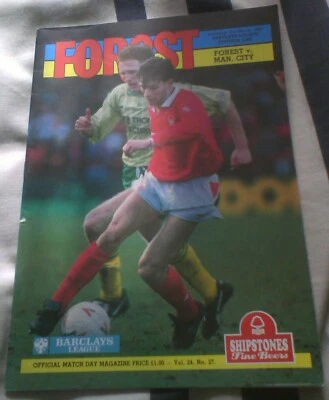 FOREST
FOREST v.
MAN. CITY
BARCLAYS
LEAGUE
SHIPSTONES
Fine Beers
OFFICIAL MATCH DAY MAGAZINE PRICE £1.00 — Vol. 24. No. 27.